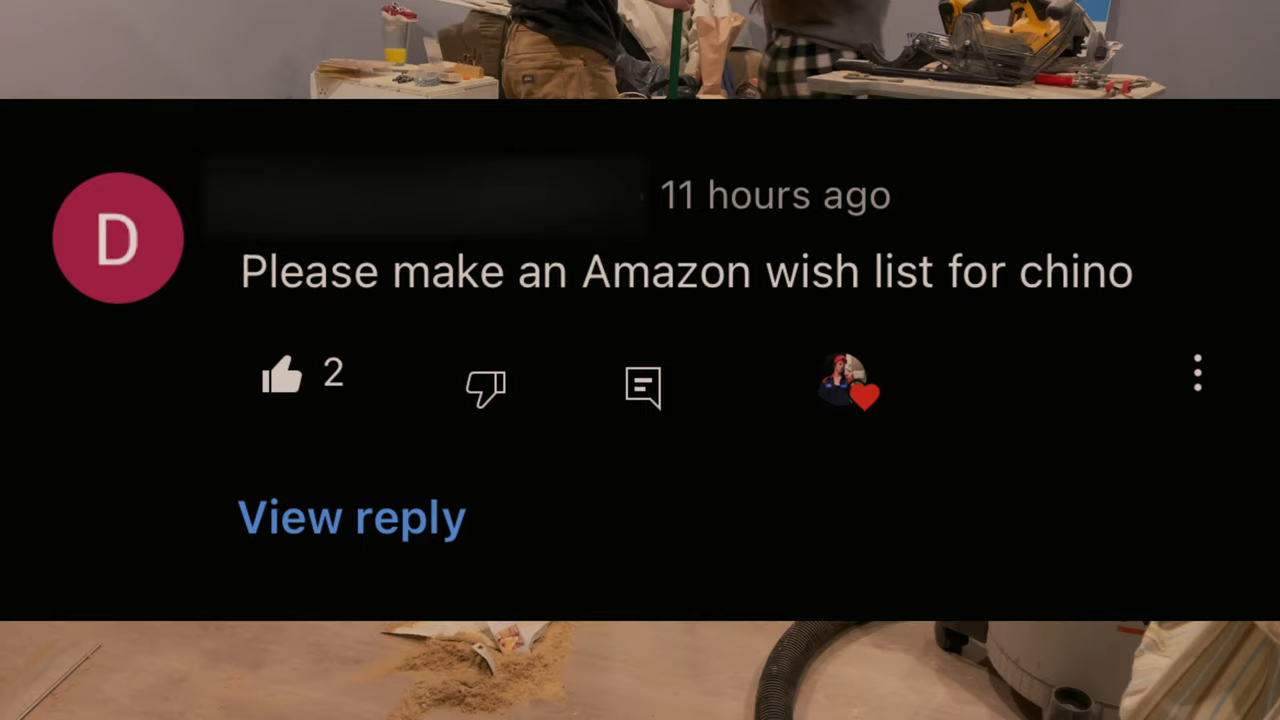 D
11 hours ago
Please make an Amazon wish list for chino
2
View reply